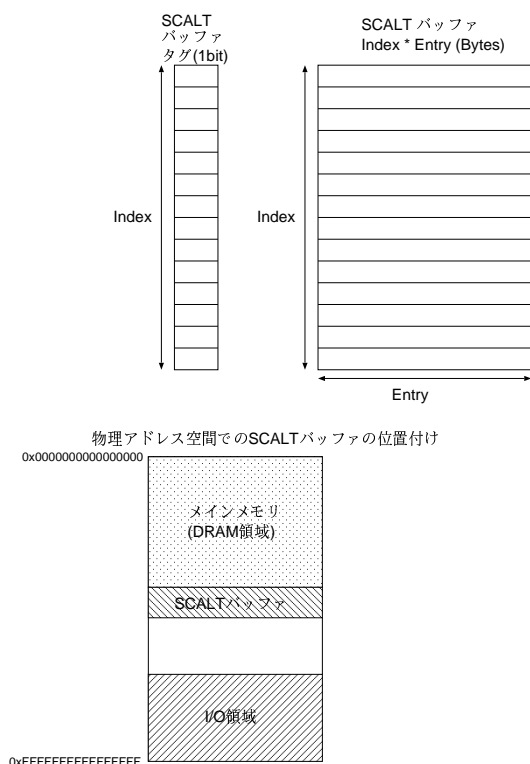 SCALT
バッファ
タグ(1bit)
SCALT バッファ
Index * Entry (Bytes)
Index
Index
Entry
物理アドレス空間でのSCALTバッファの位置付け
0x0000000000000000
メインメモリ
(DRAM領域)
SCALTバッファ
I/O領域
0xFFFFFFFFFFFFFFFF